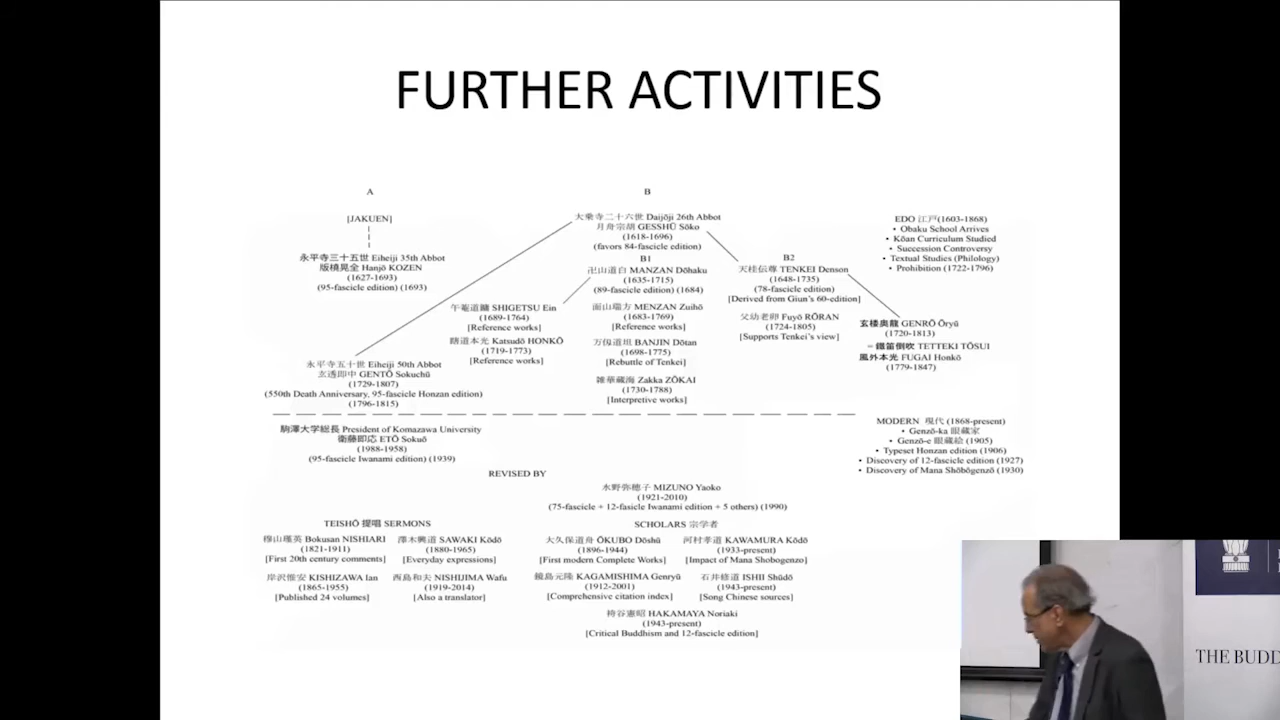 FURTHER ACTIVITIES
A
[JAKUEN]
永平寺三十五世 Eiheiji 35th Abbot
版橈晃全 Hanjō KOZEN
(1627-1693)
(95-fascicle edition) (1693)
B
大乗寺二十六世 Daijōji 26th Abbot
月舟宗胡 GESSHŪ Sōko
(1618-1696)
(favors 84-fascicle edition)
B1
卍山道白 MANZAN Dōhaku
(1635-1715)
(89-fascicle edition) (1684)
面山瑞方 MENZAN Zuihō
(1683-1769)
[Reference works]
万仭道坦 BANJIN Dōtan
(1698-1775)
[Rebuttle of Tenkei]
雑華蔵海 Zakka ZŌKAI
(1730-1788)
[Interpretive works]
B2
天桂伝尊 TENKEI Denson
(1648-1735)
(78-fascicle edition)
[Derived from Giun's 60-edition]
父幼老卵 Fuyō RŌRAN
(1724-1805)
[Supports Tenkei's view]
EDO 江戸(1603-1868)
• Obaku School Arrives
• Kōan Curriculum Studied
• Succession Controversy
• Textual Studies (Philology)
• Prohibition (1722-1796)
SHIGETSU Ein
(1689-1764)
[Reference works]
瞎道本光 Katsudō HONKŌ
(1719-1773)
[Reference works]
玄楼奥龍 GENRŌ Ōryū
(1720-1813)
= 鐵笛倒吹 TETTEKI TŌSUI
風外本光 FUGAI Honkō
(1779-1847)
永平寺五十世 Eiheiji 50th Abbot
玄透即中 GENTŌ Sokuchū
(1729-1807)
(550th Death Anniversary, 95-fascicle Honzan edition)
(1796-1815)
駒澤大学総長 President of Komazawa University
衛藤即応 ETŌ Sokuō
(1988-1958)
(95-fascicle Iwanami edition) (1939)
MODERN 現代 (1868-present)
• Genzō-ka 眼蔵家
• Genzō-e 眼蔵絵 (1905)
• Typeset Honzan edition (1906)
• Discovery of 12-fascicle edition (1927)
• Discovery of Mana Shōbōgenzō (1930)
REVISED BY
水野弥穂子 MIZUNO Yaoko
(1921-2010)
(75-fascicle + 12-fasicle Iwanami edition + 5 others) (1990)
TEISHŌ 提唱 SERMONS
穆山瑾英 Bokusan NISHIARI
(1821-1911)
[First 20th century comments]
澤木興道 SAWAKI Kōdō
(1880-1965)
[Everyday expressions]
岸沢惟安 KISHIZAWA Ian
(1865-1955)
[Published 24 volumes]
西島和夫 NISHIJIMA Wafu
(1919-2014)
[Also a translator]
SCHOLARS 宗学者
大久保道舟 ŌKUBO Dōshū
(1896-1944)
[First modern Complete Works]
河村孝道 KAWAMURA Kōdō
(1933-present)
[Impact of Mana Shobogenzo]
鏡島元隆 KAGAMISHIMA Genryū
(1912-2001)
[Comprehensive citation index]
石井修道 ISHII Shūdō
(1943-present)
[Song Chinese sources]
袴谷憲昭 HAKAMAYA Noriaki
(1943-present)
[Critical Buddhism and 12-fascicle edition]
THE BUDD